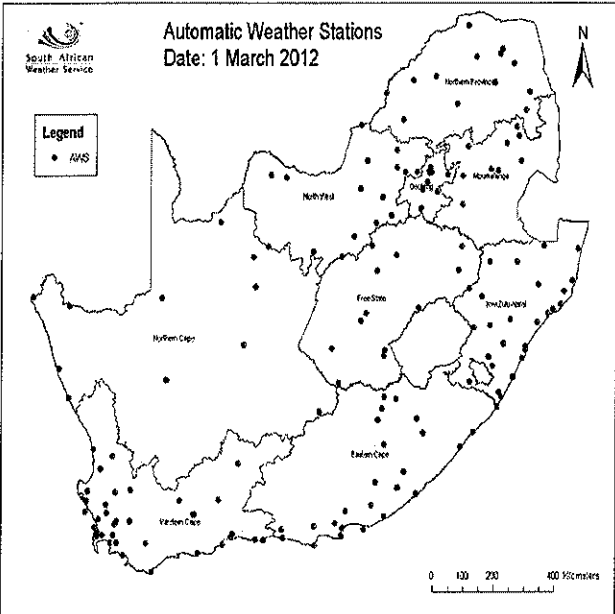 Automatic Weather Stations
Date: 1 March 2012
South African
Weather Service
N
Legend
AWS
Northern Province
North West
Gauteng
Mpumalanga
Free State
Kwa Zulu-Natal
Northern Cape
Eastern Cape
Western Cape
0 100 200 400 Kilometers